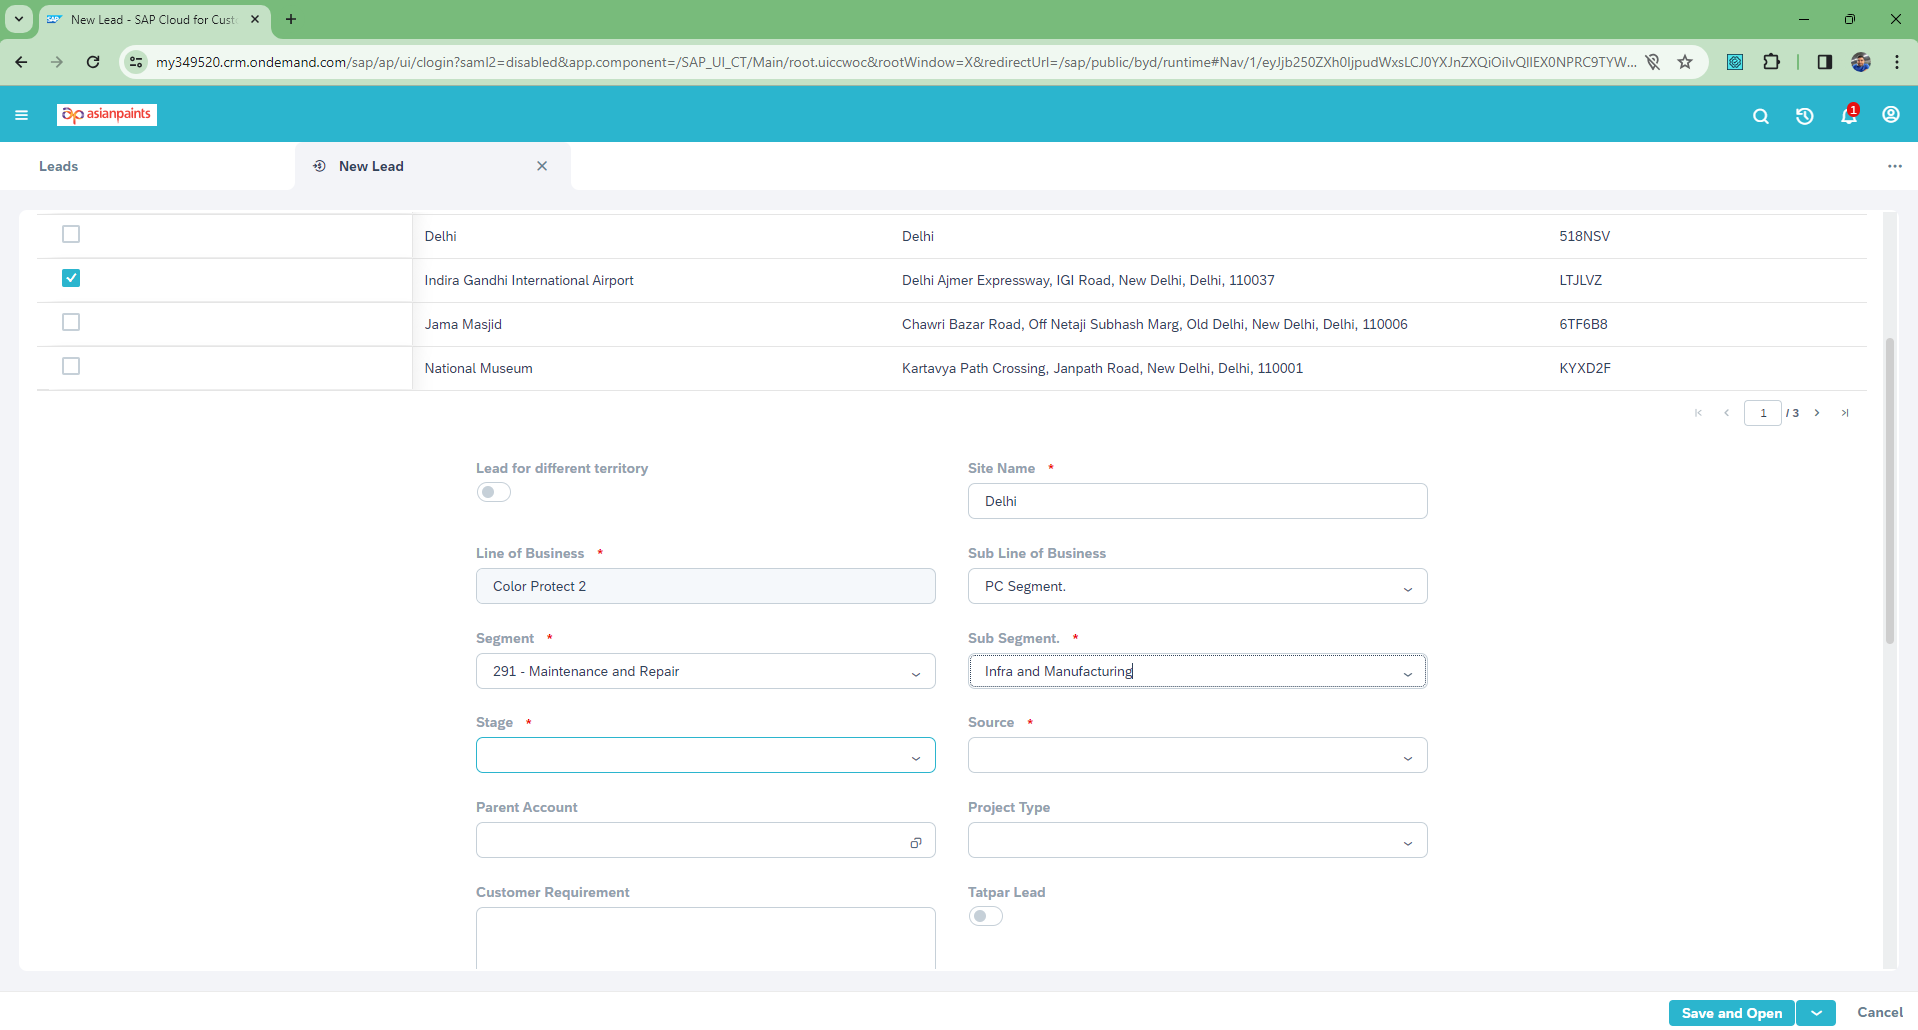 New Lead - SAP Cloud for Cust
my349520.crm.ondemand.com/sap/ap/ui/clogin?saml2=disabled&app.component=/SAP_UI_CT/Main/root.uiccwoc&rootWindow=X&redirectUrl=/sap/public/byd/runtime#Nav/1/eyJjb250ZXh0IjpudWxsLCJ0YXJnZXQiOiIvQllEX0NPRC9TYW...
asianpaints
1
Leads
New Lead
Delhi Delhi 518NSV
Indira Gandhi International Airport Delhi Ajmer Expressway, IGI Road, New Delhi, Delhi, 110037 LTJLVZ
Jama Masjid Chawri Bazar Road, Off Netaji Subhash Marg, Old Delhi, New Delhi, Delhi, 110006 6TF6B8
National Museum Kartavya Path Crossing, Janpath Road, New Delhi, Delhi, 110001 KYXD2F
1 / 3
Lead for different territory
Site Name *
Delhi
Line of Business *
Color Protect 2
Sub Line of Business
PC Segment.
Segment *
291 - Maintenance and Repair
Sub Segment. *
Infra and Manufacturing
Stage *
Source *
Parent Account
Project Type
Customer Requirement
Tatpar Lead
Save and Open
Cancel